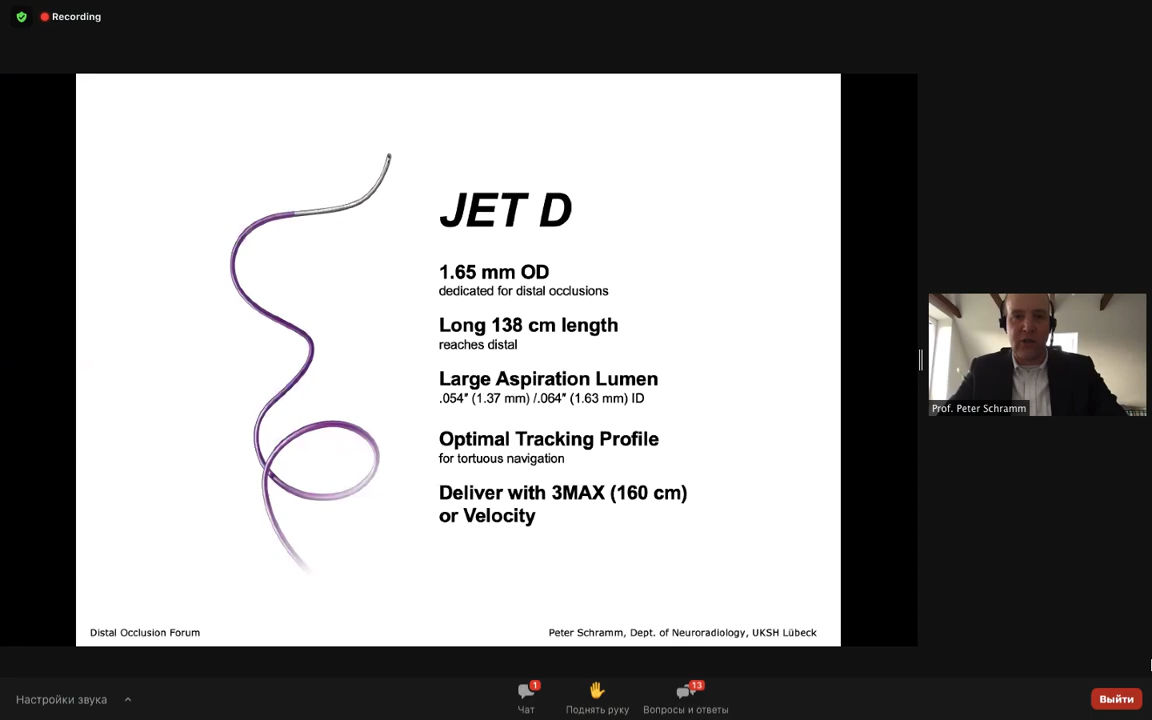 Recording
JET D
1.65 mm OD
dedicated for distal occlusions
Long 138 cm length
reaches distal
Large Aspiration Lumen
.054″ (1.37 mm) /.064″ (1.63 mm) ID
Optimal Tracking Profile
for tortuous navigation
Deliver with 3MAX (160 cm)
or Velocity
Distal Occlusion Forum
Peter Schramm, Dept. of Neuroradiology, UKSH Lübeck
Prof. Peter Schramm
Настройки звука
1
Чат
Поднять руку
13
Вопросы и ответы
Выйти